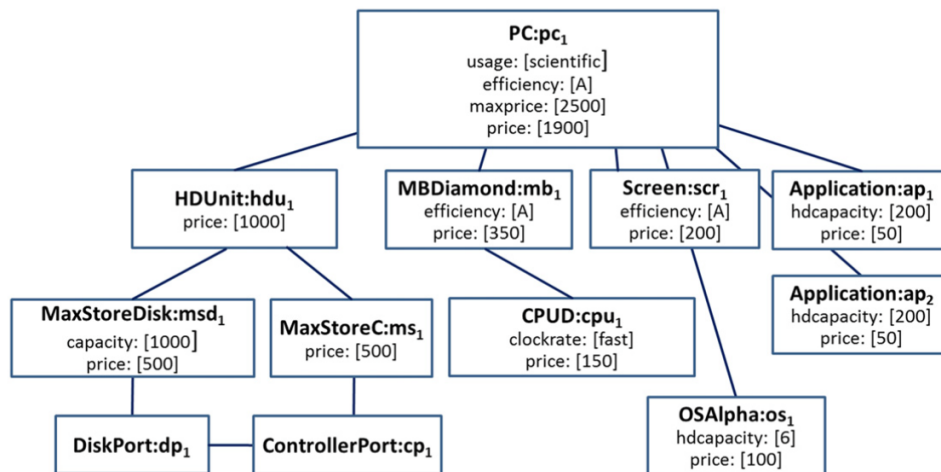 PC:pc1
usage: [scientific]
efficiency: [A]
maxprice: [2500]
price: [1900]
HDUnit:hdu1
price: [1000]
MBDiamond:mb1
efficiency: [A]
price: [350]
Screen:scr1
efficiency: [A]
price: [200]
Application:ap1
hdcapacity: [200]
price: [50]
MaxStoreDisk:msd1
capacity: [1000]
price: [500]
MaxStoreC:ms1
price: [500]
CPUD:cpu1
clockrate: [fast]
price: [150]
Application:ap2
hdcapacity: [200]
price: [50]
DiskPort:dp1
ControllerPort:cp1
OSAlpha:os1
hdcapacity: [6]
price: [100]